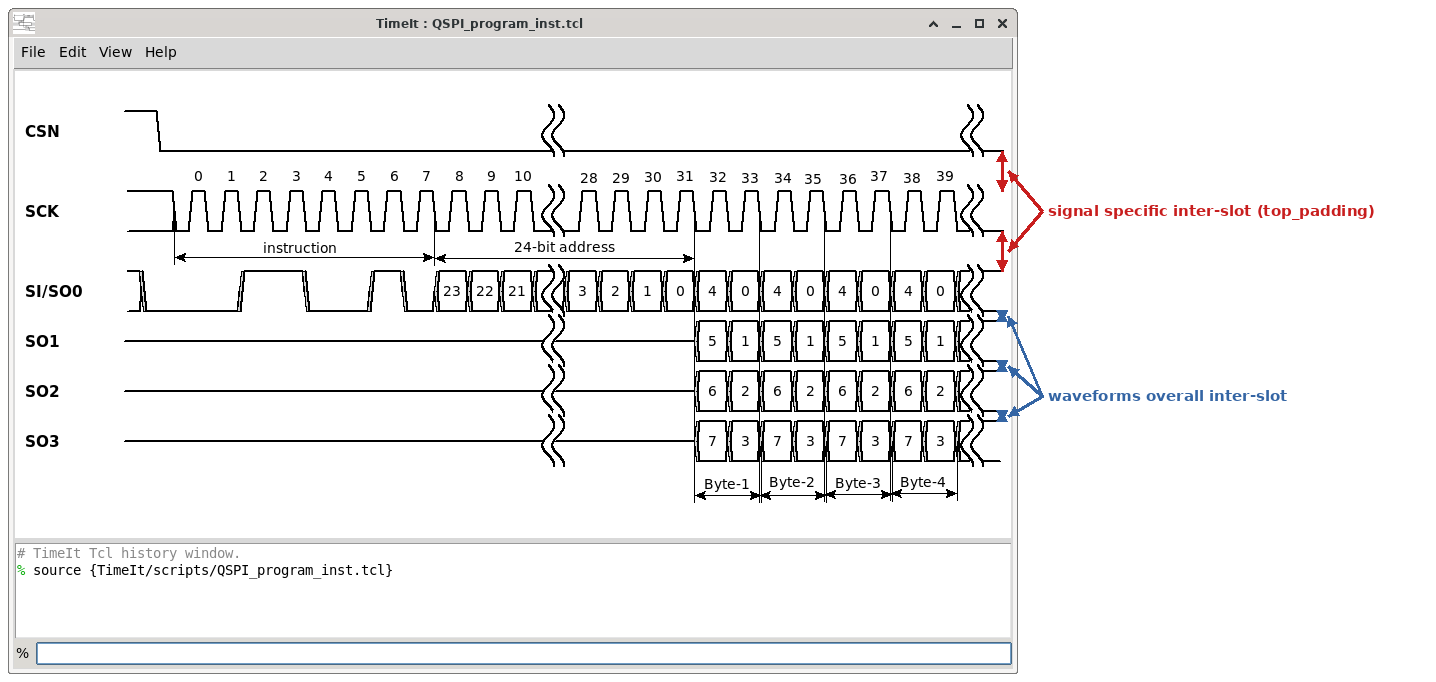 TimeIt : QSPI_program_inst.tcl
File Edit View Help
CSN
0 1 2 3 4 5 6 7 8 9 10 28 29 30 31 32 33 34 35 36 37 38 39
SCK
signal specific inter-slot (top_padding)
instruction 24-bit address
SI/SO0 23 22 21 3 2 1 0 4 0 4 0 4 0 4 0
SO1 5 1 5 1 5 1 5 1
SO2 6 2 6 2 6 2 6 2
waveforms overall inter-slot
SO3 7 3 7 3 7 3 7 3
Byte-1 Byte-2 Byte-3 Byte-4
# TimeIt Tcl history window.
% source {TimeIt/scripts/QSPI_program_inst.tcl}
%